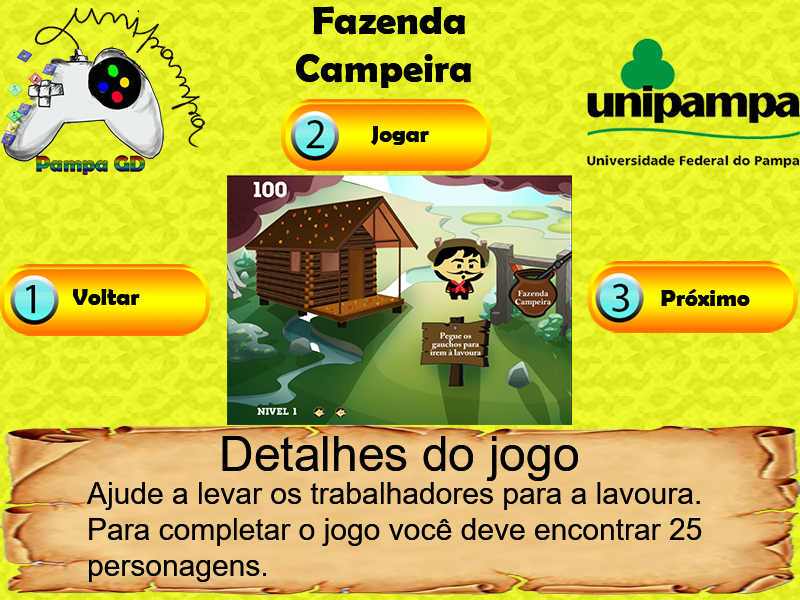 unipampa
Pampa GD
Fazenda
Campeira
unipampa
Universidade Federal do Pampa
2 Jogar
1 Voltar
3 Próximo
100
Fazenda
Campeira
Pegue os
gauchos para
irem à lavoura
NIVEL 1
Detalhes do jogo
Ajude a levar os trabalhadores para a lavoura.
Para completar o jogo você deve encontrar 25
personagens.